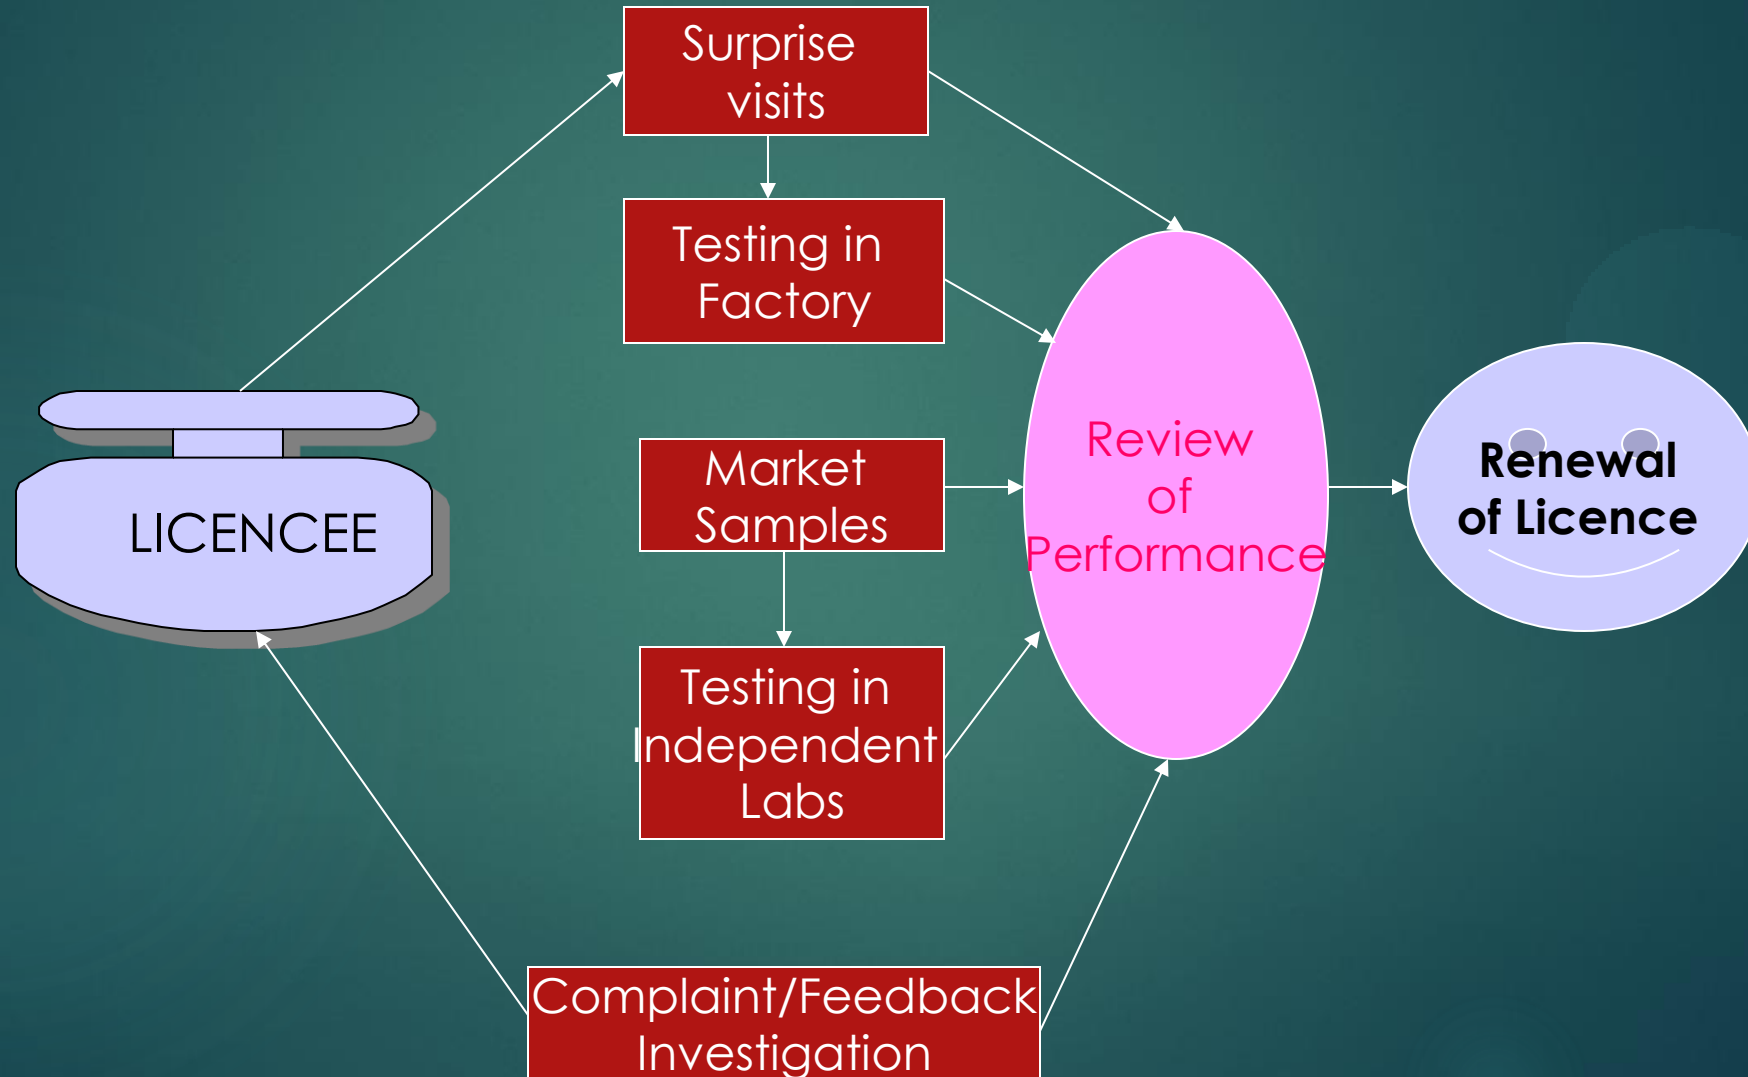 Surprise
visits
Testing in
Factory
Market
Samples
Testing in
Independent
Labs
Complaint/Feedback
Investigation
LICENCEE
Review
of
Performance
Renewal
of Licence